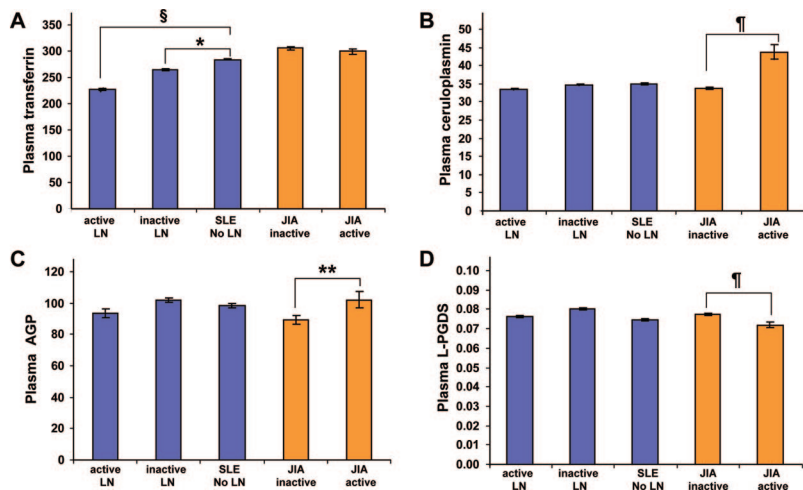 A
§
*
Plasma transferrin
350
300
250
200
150
100
50
0
active LN
inactive LN
SLE No LN
JIA inactive
JIA active
B
¶
Plasma ceruloplasmin
50
45
40
35
30
25
20
15
10
5
0
active LN
inactive LN
SLE No LN
JIA inactive
JIA active
C
**
Plasma AGP
120
100
80
60
40
20
0
active LN
inactive LN
SLE No LN
JIA inactive
JIA active
D
¶
Plasma L-PGDS
0.10
0.09
0.08
0.07
0.06
0.05
0.04
0.03
0.02
0.01
0.00
active LN
inactive LN
SLE No LN
JIA inactive
JIA active